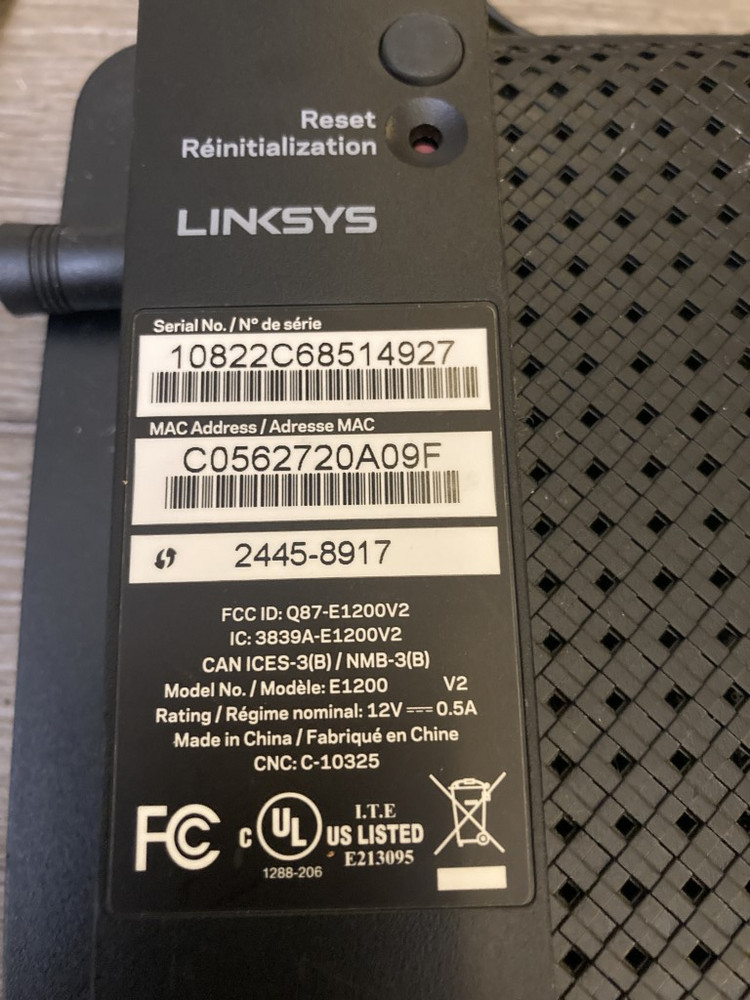 Reset
Réinitialization
LINKSYS
Serial No. / N° de série
10822C68514927
MAC Address / Adresse MAC
C0562720A09F
2445-8917
FCC ID: Q87-E1200V2
IC: 3839A-E1200V2
CAN ICES-3(B) / NMB-3(B)
Model No. / Modèle: E1200 V2
Rating / Régime nominal: 12V ⎓ 0.5A
Made in China / Fabriqué en Chine
CNC: C-10325
FC C UL US LISTED
I.T.E
E213095
1288-206